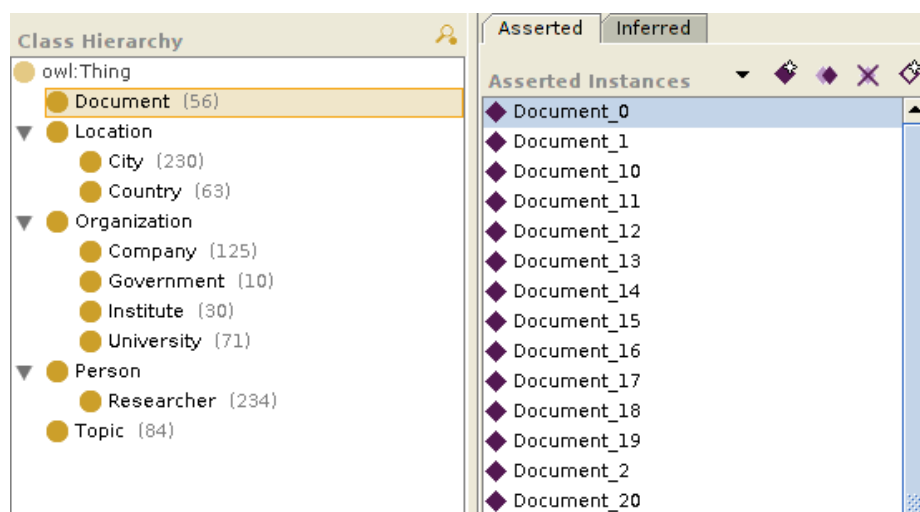 Class Hierarchy
owl:Thing
Document (56)
Location
City (230)
Country (63)
Organization
Company (125)
Government (10)
Institute (30)
University (71)
Person
Researcher (234)
Topic (84)
Asserted Inferred
Asserted Instances
Document_0
Document_1
Document_10
Document_11
Document_12
Document_13
Document_14
Document_15
Document_16
Document_17
Document_18
Document_19
Document_2
Document_20